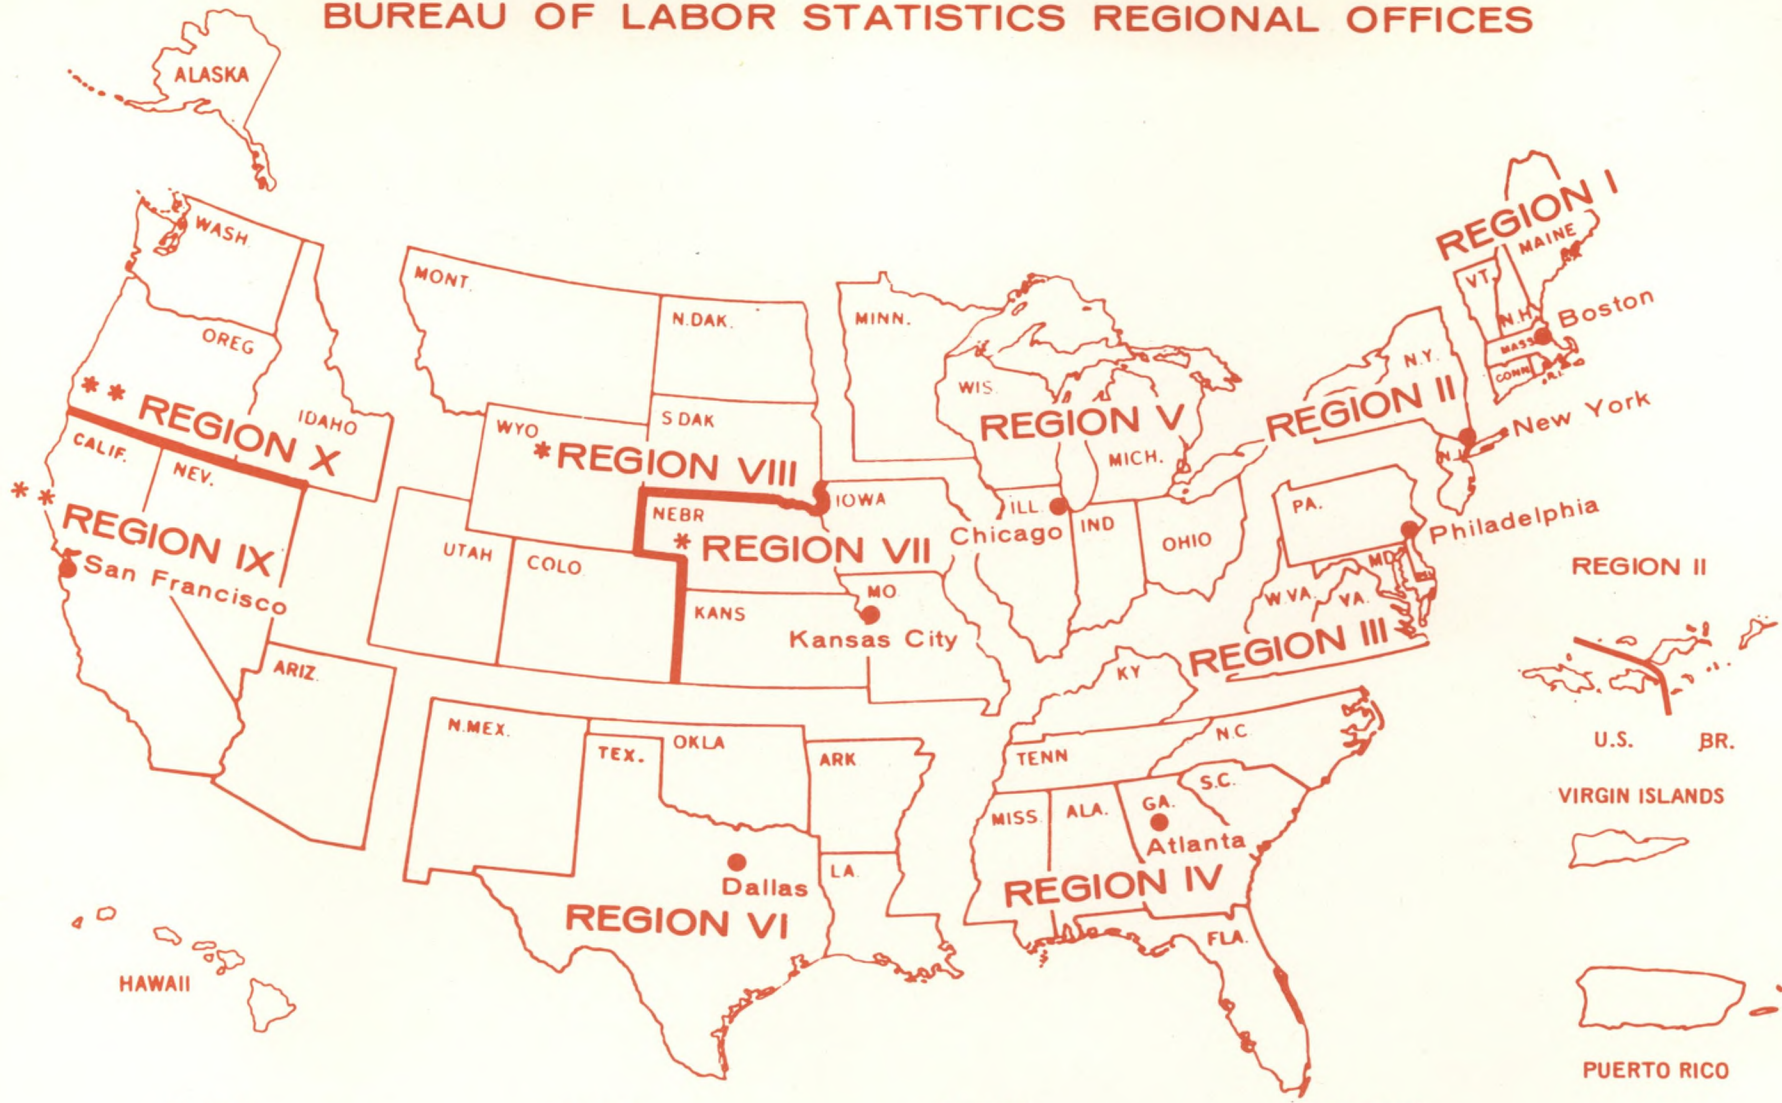 BUREAU OF LABOR STATISTICS REGIONAL OFFICES
ALASKA
REGION I
MAINE
VT.
N.H.
Boston
MASS
CONN
R.I.
WASH.
OREG
IDAHO
** REGION X
MONT.
N.DAK.
S DAK
WYO
*REGION VIII
MINN.
WIS.
REGION V
MICH.
N.Y.
REGION II
New York
N.J.
CALIF.
NEV.
**
REGION IX
San Francisco
UTAH
COLO
NEBR
IOWA
* REGION VII
ILL.
Chicago
IND
OHIO
PA.
Philadelphia
MD.
W.VA.
VA.
REGION III
KANS
MO.
Kansas City
KY
ARIZ.
N.MEX.
TEX.
OKLA
ARK
LA.
Dallas
REGION VI
TENN
N.C.
S.C.
MISS.
ALA.
GA.
Atlanta
REGION IV
FLA.
HAWAII
REGION II
U.S. BR.
VIRGIN ISLANDS
PUERTO RICO